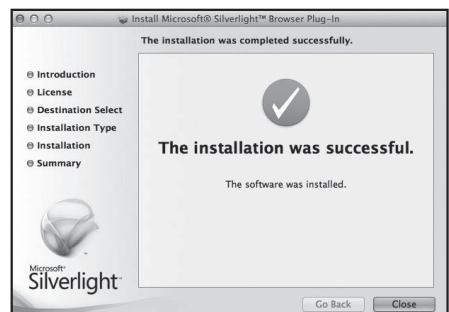 Install Microsoft® Silverlight™ Browser Plug-In
The installation was completed successfully.
Introduction
License
Destination Select
Installation Type
Installation
Summary
The installation was successful.
The software was installed.
Microsoft®
Silverlight™
Go Back
Close